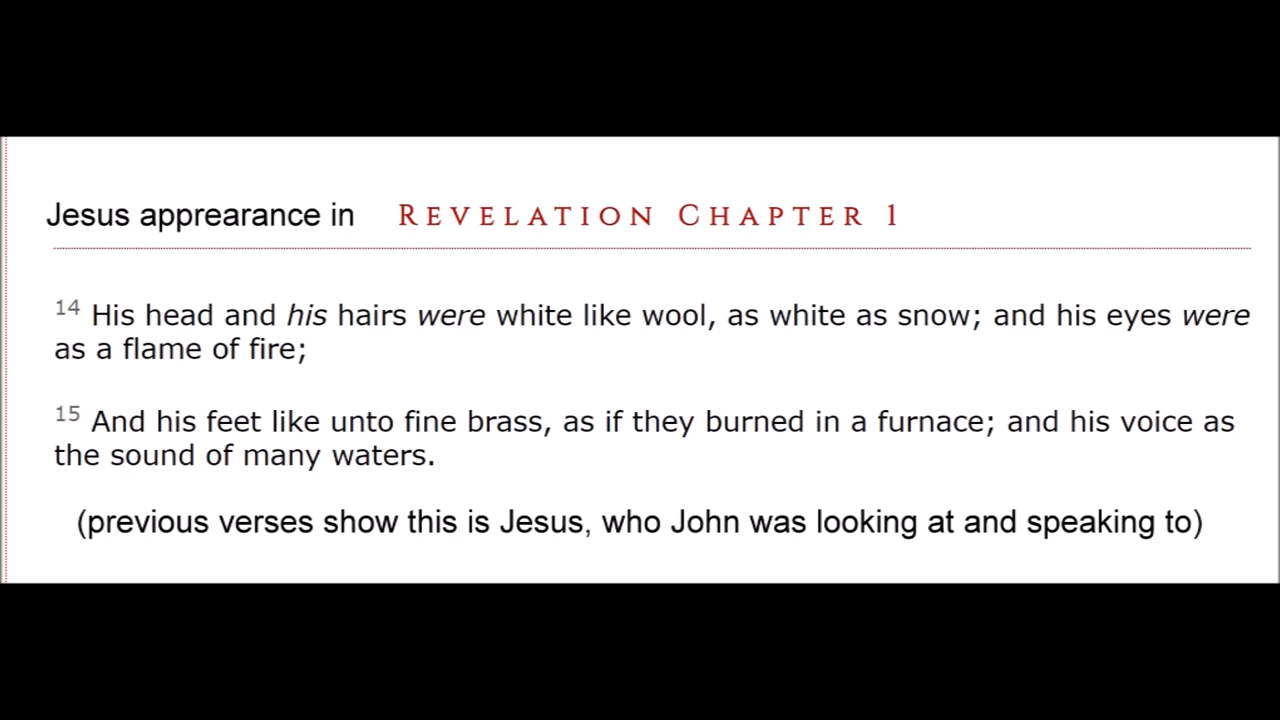 Jesus apprearance in REVELATION CHAPTER 1
14 His head and his hairs were white like wool, as white as snow; and his eyes were
as a flame of fire;
15 And his feet like unto fine brass, as if they burned in a furnace; and his voice as
the sound of many waters.
(previous verses show this is Jesus, who John was looking at and speaking to)